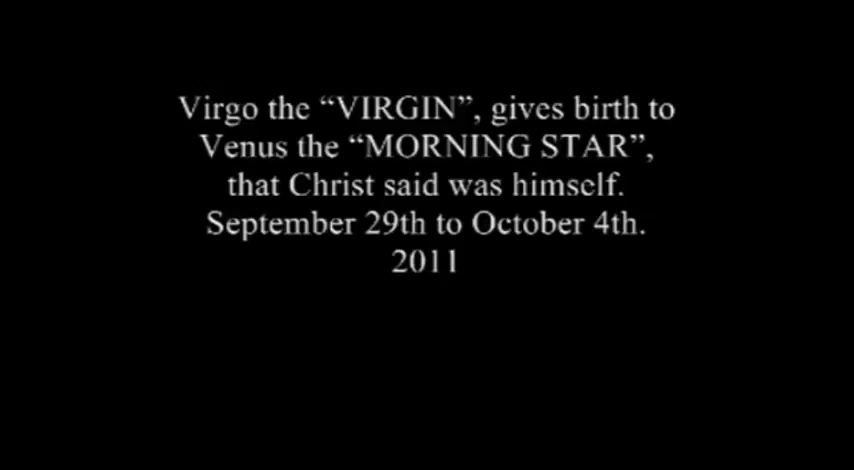 Virgo the “VIRGIN”, gives birth to
Venus the “MORNING STAR”,
that Christ said was himself.
September 29th to October 4th.
2011